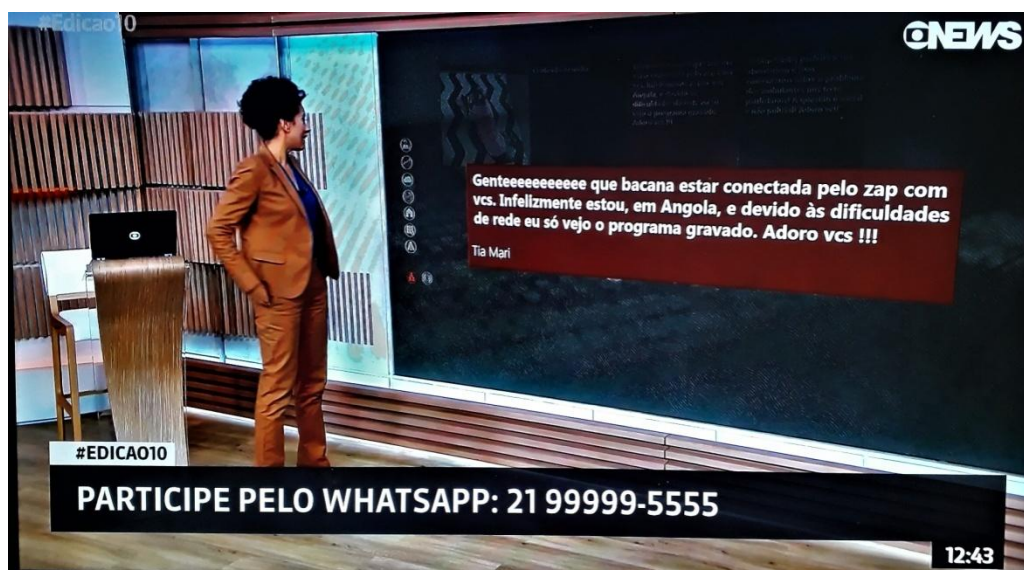 #Edicao10
GNEWS
Genteeeeeeeeeee que bacana estar conectada pelo zap com
vcs. Infelizmente estou, em Angola, e devido às dificuldades
de rede eu só vejo o programa gravado. Adoro vcs !!!
Tia Mari
#EDICAO10
PARTICIPE PELO WHATSAPP: 21 99999-5555
12:43